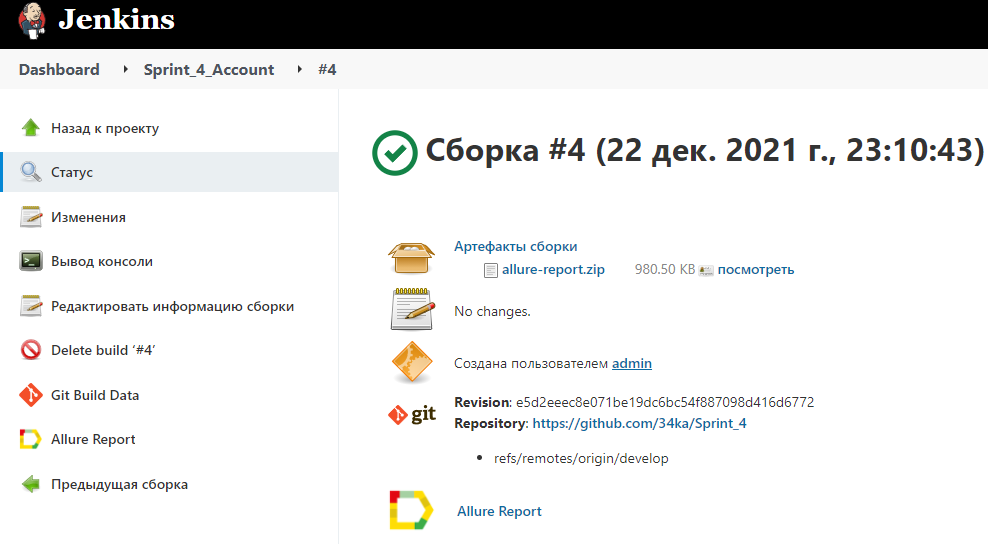 Jenkins
Dashboard Sprint_4_Account #4
Назад к проекту
Статус
Изменения
Вывод консоли
Редактировать информацию сборки
Delete build ‘#4’
Git Build Data
Allure Report
Предыдущая сборка
Сборка #4 (22 дек. 2021 г., 23:10:43)
Артефакты сборки
allure-report.zip 980.50 KB посмотреть
No changes.
Создана пользователем admin
git
Revision: e5d2eeec8e071be19dc6bc54f887098d416d6772
Repository: https://github.com/34ka/Sprint_4
refs/remotes/origin/develop
Allure Report